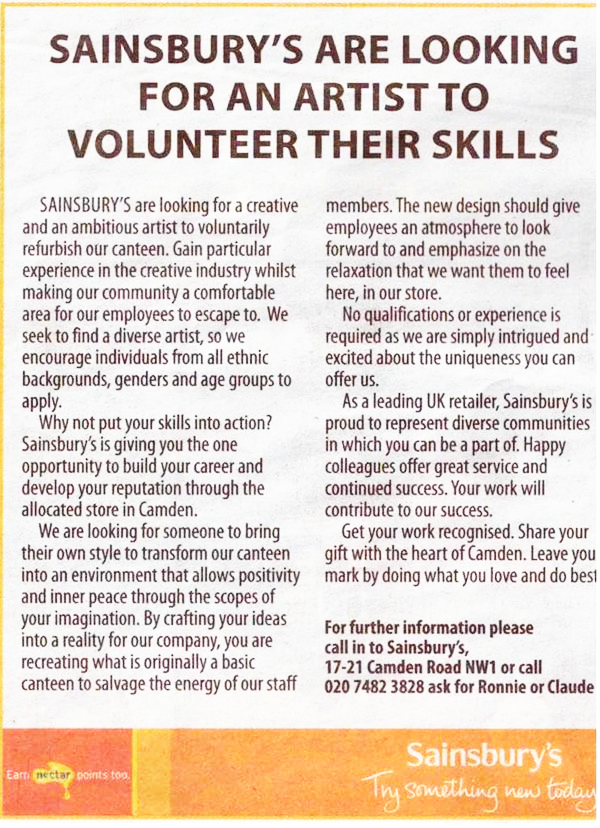 SAINSBURY'S ARE LOOKING
FOR AN ARTIST TO
VOLUNTEER THEIR SKILLS
SAINSBURY'S are looking for a creative
and an ambitious artist to voluntarily
refurbish our canteen. Gain particular
experience in the creative industry whilst
making our community a comfortable
area for our employees to escape to. We
seek to find a diverse artist, so we
encourage individuals from all ethnic
backgrounds, genders and age groups to
apply.
Why not put your skills into action?
Sainsbury's is giving you the one
opportunity to build your career and
develop your reputation through the
allocated store in Camden.
We are looking for someone to bring
their own style to transform our canteen
into an environment that allows positivity
and inner peace through the scopes of
your imagination. By crafting your ideas
into a reality for our company, you are
recreating what is originally a basic
canteen to salvage the energy of our staff
members. The new design should give
employees an atmosphere to look
forward to and emphasize on the
relaxation that we want them to feel
here, in our store.
No qualifications or experience is
required as we are simply intrigued and
excited about the uniqueness you can
offer us.
As a leading UK retailer, Sainsbury's is
proud to represent diverse communities
in which you can be a part of. Happy
colleagues offer great service and
continued success. Your work will
contribute to our success.
Get your work recognised. Share your
gift with the heart of Camden. Leave you
mark by doing what you love and do best
For further information please
call in to Sainsbury's,
17-21 Camden Road NW1 or call
020 7482 3828 ask for Ronnie or Claude
Earn nectar points too.
Sainsbury's
Try something new today